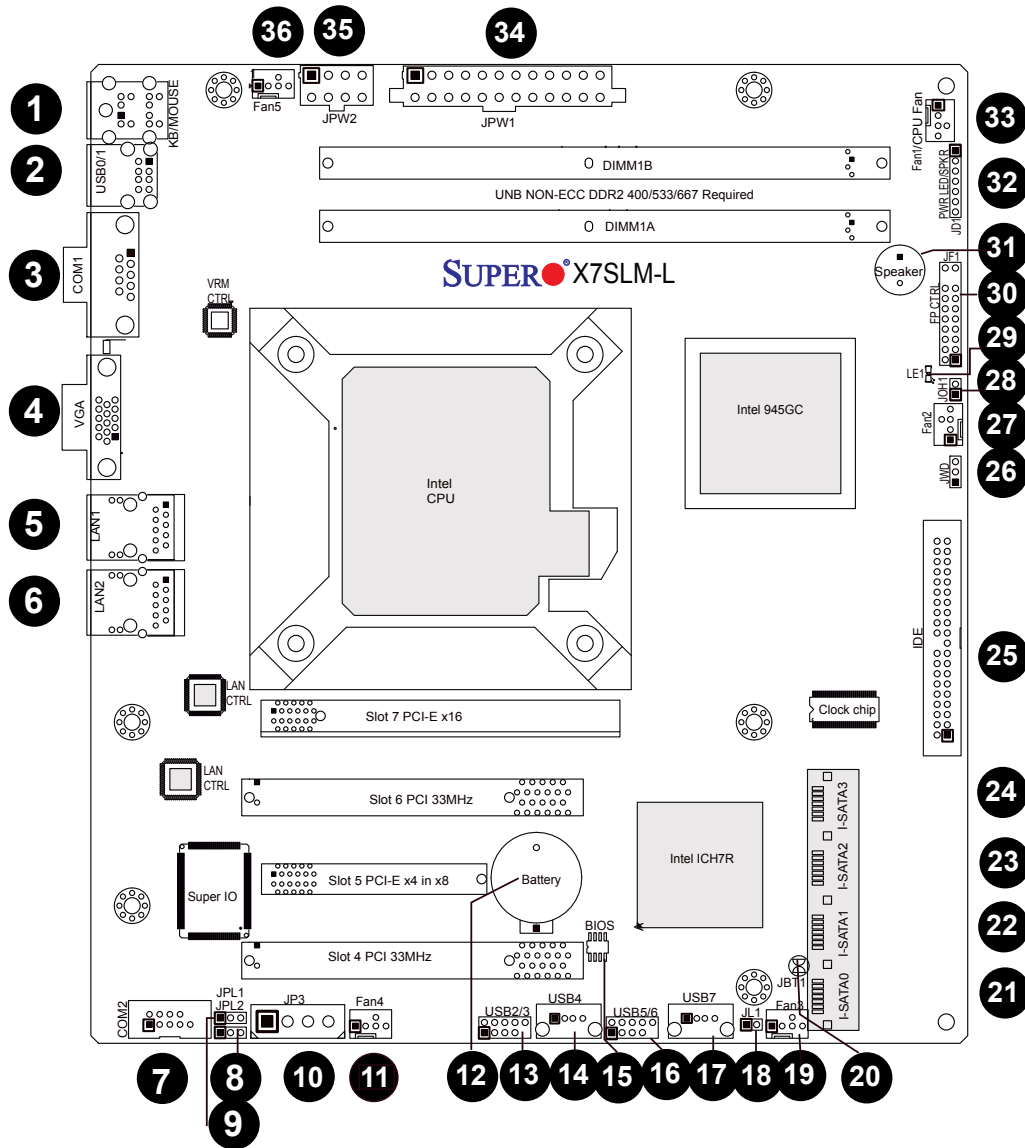 36
35
34
1
KB/MOUSE
Fan5
JPW2
JPW1
Fan1/CPU Fan
33
2
USB0/1
DIMM1B
PWR LED/SPKR
32
UNB NON-ECC DDR2 400/533/667 Required
JD1
DIMM1A
3
COM1
31
SUPER® X7SLM-L
Speaker
JF1
VRM
CTRL
FP CTRL
30
29
LE1
JOH1
28
4
VGA
Intel 945GC
Fan2
27
Intel
CPU
JWD
26
5
LAN1
6
LAN2
IDE
25
LAN
CTRL
Slot 7 PCI-E x16
Clock chip
LAN
CTRL
Slot 6 PCI 33MHz
I-SATA3
24
Intel ICH7R
I-SATA2
23
Super IO
Slot 5 PCI-E x4 in x8
Battery
BIOS
I-SATA1
22
Slot 4 PCI 33MHz
JBT1
I-SATA0
21
COM2
JPL1
JPL2
JP3
Fan4
USB2/3
USB4
USB5/6
USB7
JL1
Fan3
7
8
9
10
11
12
13
14
15
16
17
18
19
20